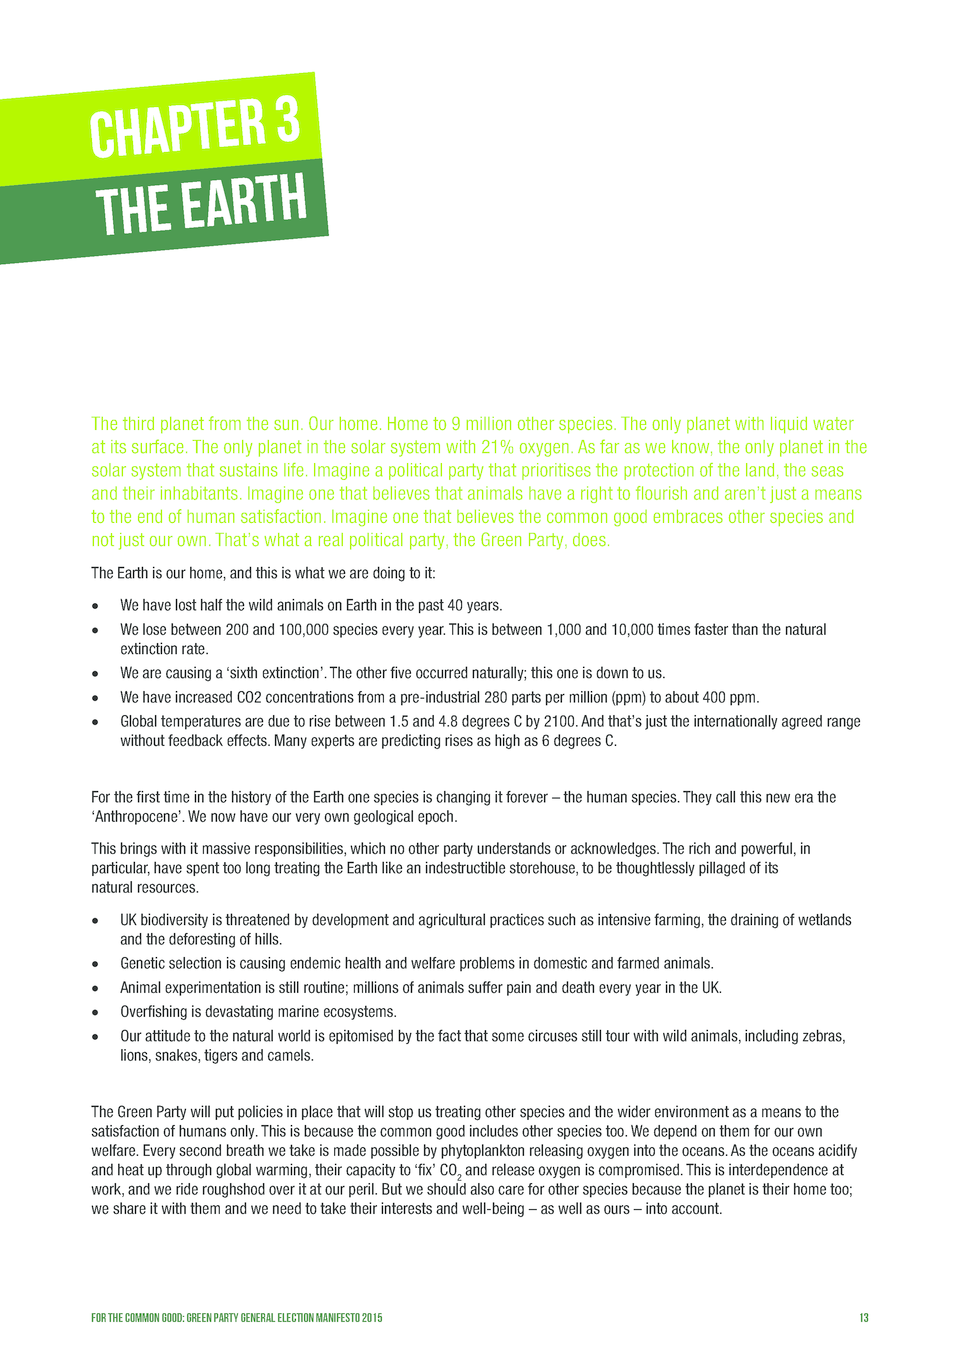 CHAPTER 3
THE EARTH
The third planet from the sun. Our home. Home to 9 million other species. The only planet with liquid water
at its surface. The only planet in the solar system with 21% oxygen. As far as we know, the only planet in the
solar system that sustains life. Imagine a political party that prioritises the protection of the land, the seas
and their inhabitants. Imagine one that believes that animals have a right to flourish and aren’t just a means
to the end of human satisfaction. Imagine one that believes the common good embraces other species and
not just our own. That’s what a real political party, the Green Party, does.
The Earth is our home, and this is what we are doing to it:
• We have lost half the wild animals on Earth in the past 40 years.
• We lose between 200 and 100,000 species every year. This is between 1,000 and 10,000 times faster than the natural
extinction rate.
• We are causing a ‘sixth extinction’. The other five occurred naturally; this one is down to us.
• We have increased CO2 concentrations from a pre-industrial 280 parts per million (ppm) to about 400 ppm.
• Global temperatures are due to rise between 1.5 and 4.8 degrees C by 2100. And that’s just the internationally agreed range
without feedback effects. Many experts are predicting rises as high as 6 degrees C.
For the first time in the history of the Earth one species is changing it forever – the human species. They call this new era the
‘Anthropocene’. We now have our very own geological epoch.
This brings with it massive responsibilities, which no other party understands or acknowledges. The rich and powerful, in
particular, have spent too long treating the Earth like an indestructible storehouse, to be thoughtlessly pillaged of its
natural resources.
• UK biodiversity is threatened by development and agricultural practices such as intensive farming, the draining of wetlands
and the deforesting of hills.
• Genetic selection is causing endemic health and welfare problems in domestic and farmed animals.
• Animal experimentation is still routine; millions of animals suffer pain and death every year in the UK.
• Overfishing is devastating marine ecosystems.
• Our attitude to the natural world is epitomised by the fact that some circuses still tour with wild animals, including zebras,
lions, snakes, tigers and camels.
The Green Party will put policies in place that will stop us treating other species and the wider environment as a means to the
satisfaction of humans only. This is because the common good includes other species too. We depend on them for our own
welfare. Every second breath we take is made possible by phytoplankton releasing oxygen into the oceans. As the oceans acidify
and heat up through global warming, their capacity to ‘fix’ CO₂ and release oxygen is compromised. This is interdependence at
work, and we ride roughshod over it at our peril. But we should also care for other species because the planet is their home too;
we share it with them and we need to take their interests and well-being – as well as ours – into account.
FOR THE COMMON GOOD: GREEN PARTY GENERAL ELECTION MANIFESTO 2015 13